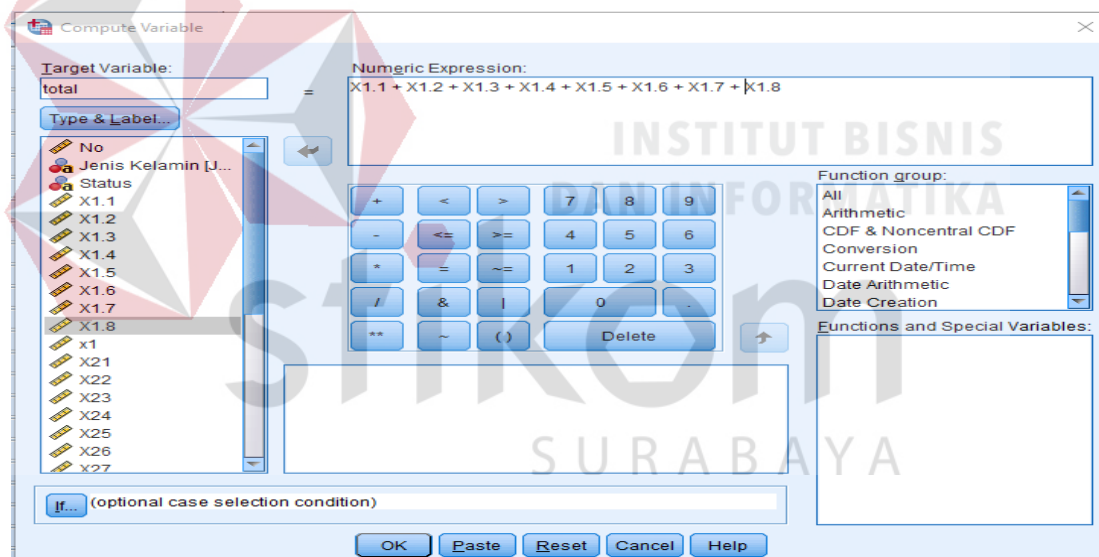 Compute Variable
Target Variable:
total
=
Numeric Expression:
X1.1 + X1.2 + X1.3 + X1.4 + X1.5 + X1.6 + X1.7 + X1.8
Type & Label...
No
Jenis Kelamin [J...
Status
X1.1
X1.2
X1.3
X1.4
X1.5
X1.6
X1.7
X1.8
x1
X21
X22
X23
X24
X25
X26
X27
+ < > 7 8 9
- <= >= 4 5 6
* = ~= 1 2 3
/ & | 0 .
** ~ ( ) Delete
Function group:
All
Arithmetic
CDF & Noncentral CDF
Conversion
Current Date/Time
Date Arithmetic
Date Creation
Functions and Special Variables:
If... (optional case selection condition)
OK Paste Reset Cancel Help
INSTITUT BISNIS
DAN INFORMATIKA
stikom
SURABAYA